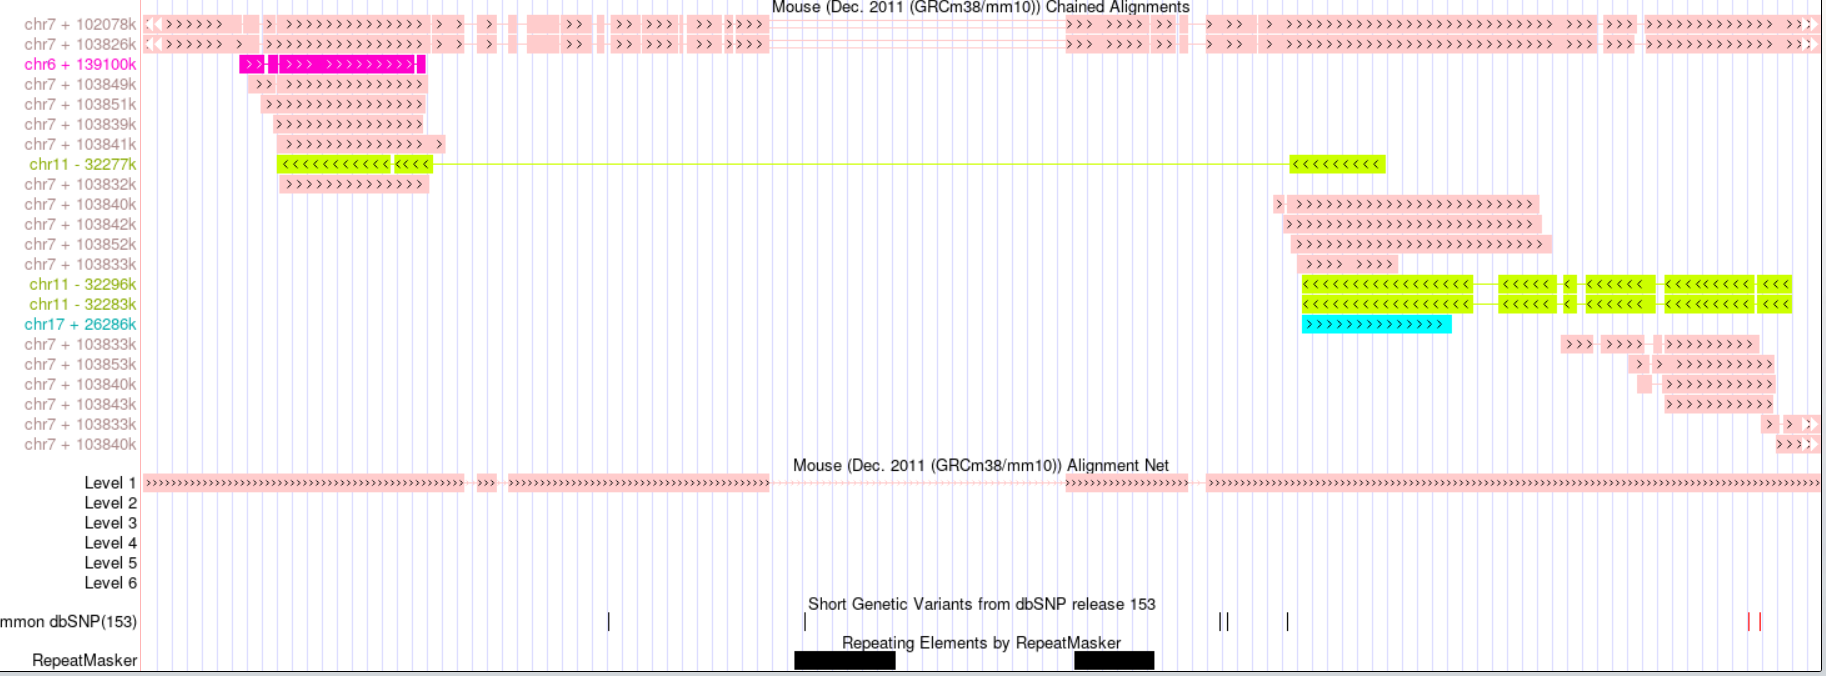 Mouse (Dec. 2011 (GRCm38/mm10)) Chained Alignments
chr7 + 102078k
chr7 + 103826k
chr6 + 139100k
chr7 + 103849k
chr7 + 103851k
chr7 + 103839k
chr7 + 103841k
chr11 - 32277k
chr7 + 103832k
chr7 + 103840k
chr7 + 103842k
chr7 + 103852k
chr7 + 103833k
chr11 - 32296k
chr11 - 32283k
chr17 + 26286k
chr7 + 103833k
chr7 + 103853k
chr7 + 103840k
chr7 + 103843k
chr7 + 103833k
chr7 + 103840k
Mouse (Dec. 2011 (GRCm38/mm10)) Alignment Net
Level 1
Level 2
Level 3
Level 4
Level 5
Level 6
Short Genetic Variants from dbSNP release 153
mmon dbSNP(153)
Repeating Elements by RepeatMasker
RepeatMasker